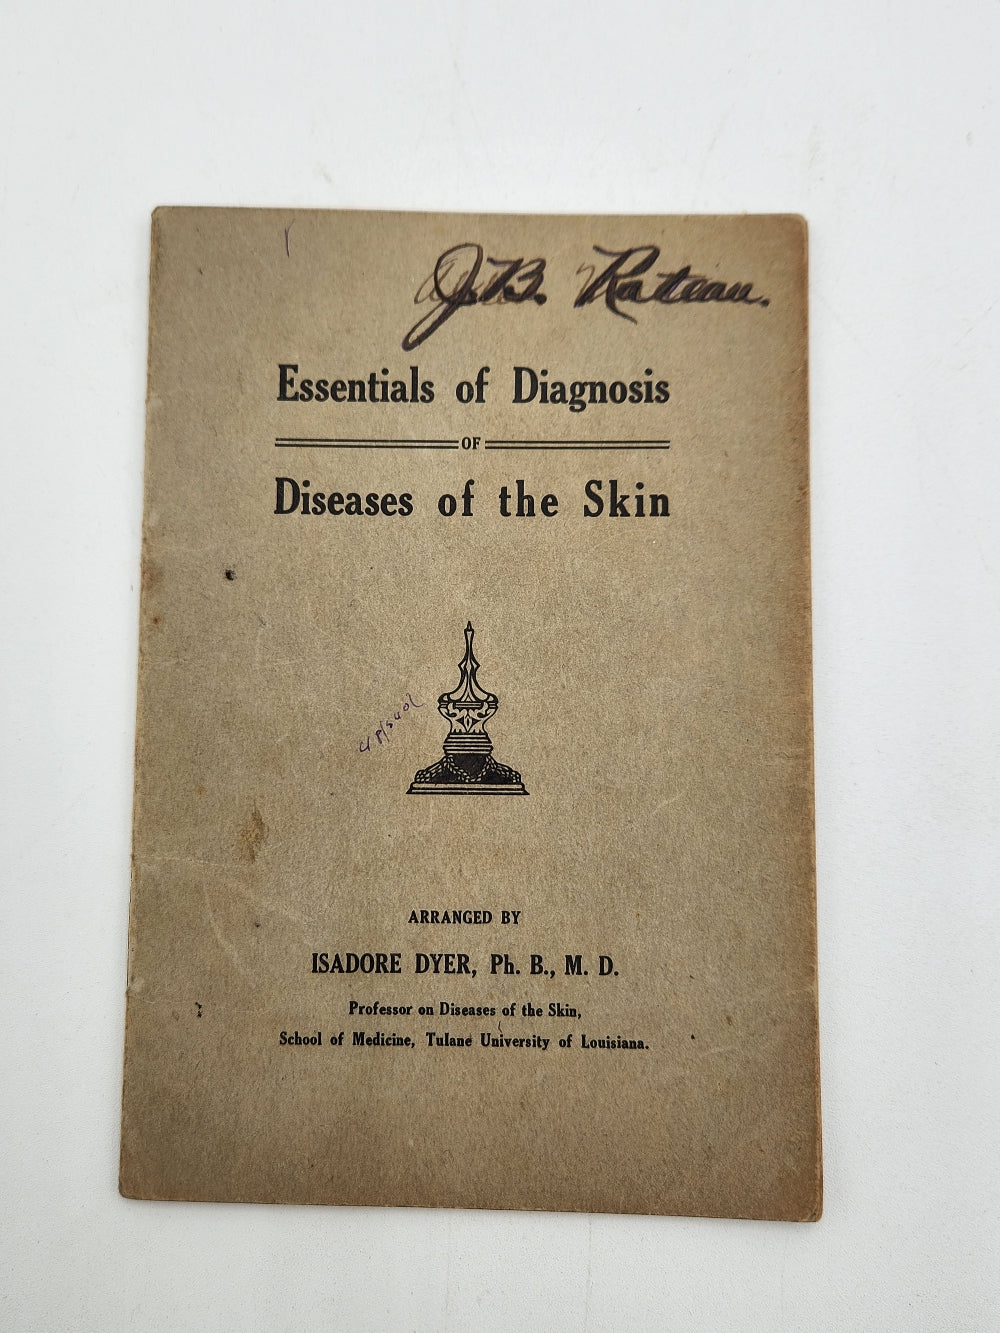 J.B. Rateau.
Essentials of Diagnosis
OF
Diseases of the Skin
ARRANGED BY
ISADORE DYER, Ph. B., M. D.
Professor on Diseases of the Skin,
School of Medicine, Tulane University of Louisiana.